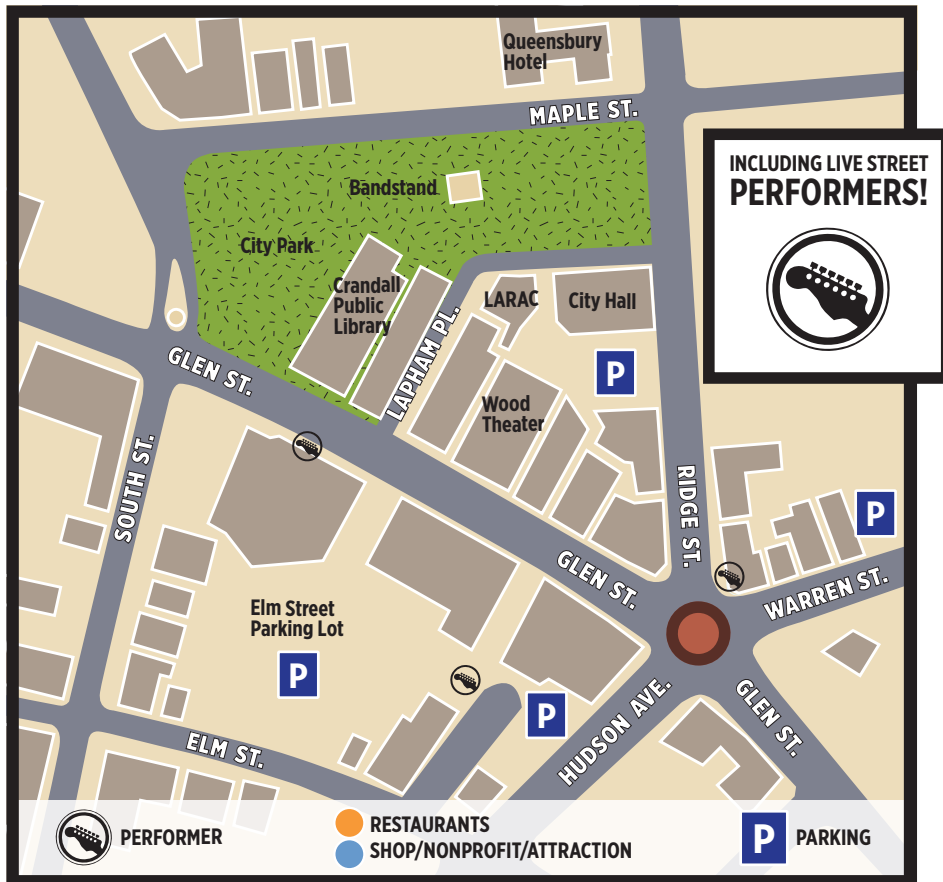 Queensbury
Hotel
MAPLE ST.
INCLUDING LIVE STREET
PERFORMERS!
Bandstand
City Park
Crandall
Public
Library
LARAC
City Hall
LAPHAM PL.
GLEN ST.
P
Wood
Theater
SOUTH ST.
RIDGE ST.
P
GLEN ST.
WARREN ST.
Elm Street
Parking Lot
P
P
HUDSON AVE.
GLEN ST.
ELM ST.
PERFORMER
RESTAURANTS
SHOP/NONPROFIT/ATTRACTION
P PARKING